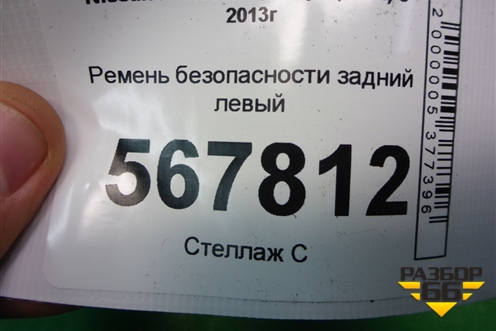 2013г
Ремень безопасности задний
левый
567812
Стеллаж С
2000005377396
РАЗБОР
66